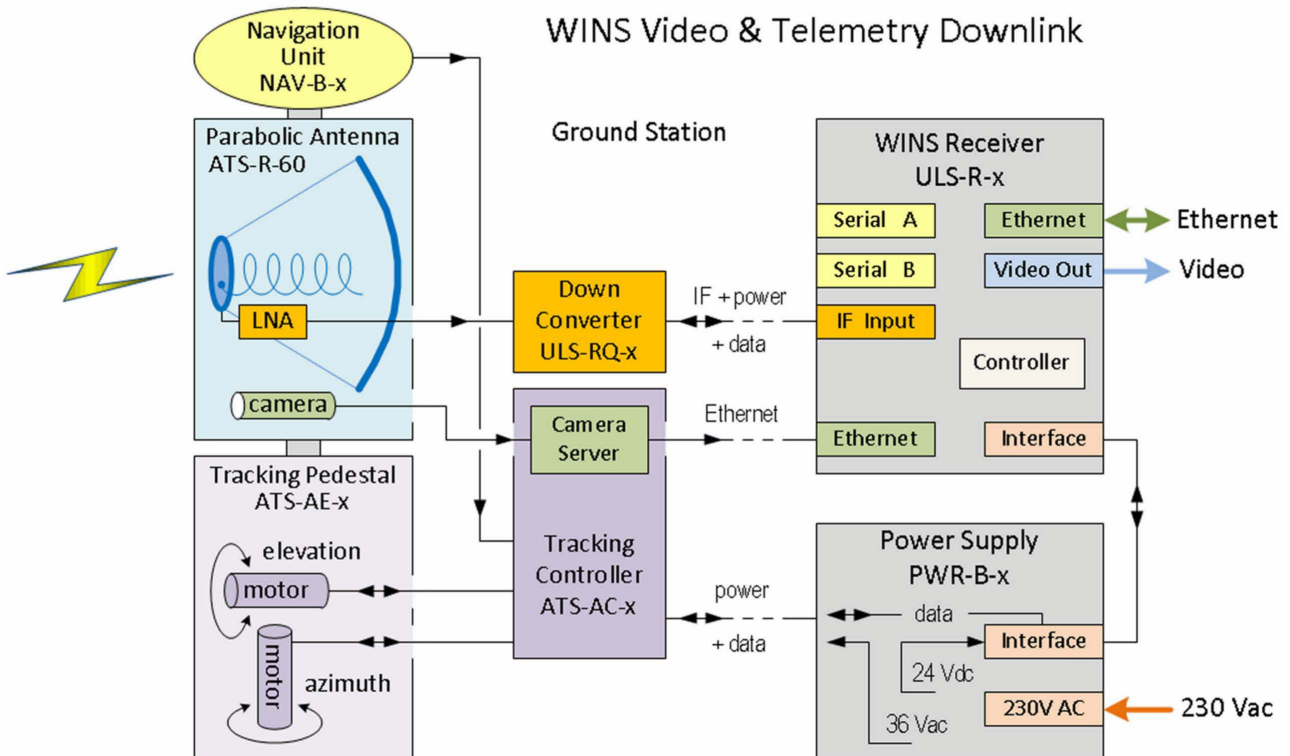 WINS Video & Telemetry Downlink
Ground Station
Navigation
Unit
NAV-B-x
Parabolic Antenna
ATS-R-60
LNA
camera
Tracking Pedestal
ATS-AE-x
elevation
motor
motor
azimuth
Down
Converter
ULS-RQ-x
IF + power
+ data
Camera
Server
Ethernet
Tracking
Controller
ATS-AC-x
power
+ data
WINS Receiver
ULS-R-x
Serial A
Ethernet
Ethernet
Serial B
Video Out
Video
IF Input
Controller
Ethernet
Interface
Power Supply
PWR-B-x
data
Interface
24 Vdc
230V AC
230 Vac
36 Vac